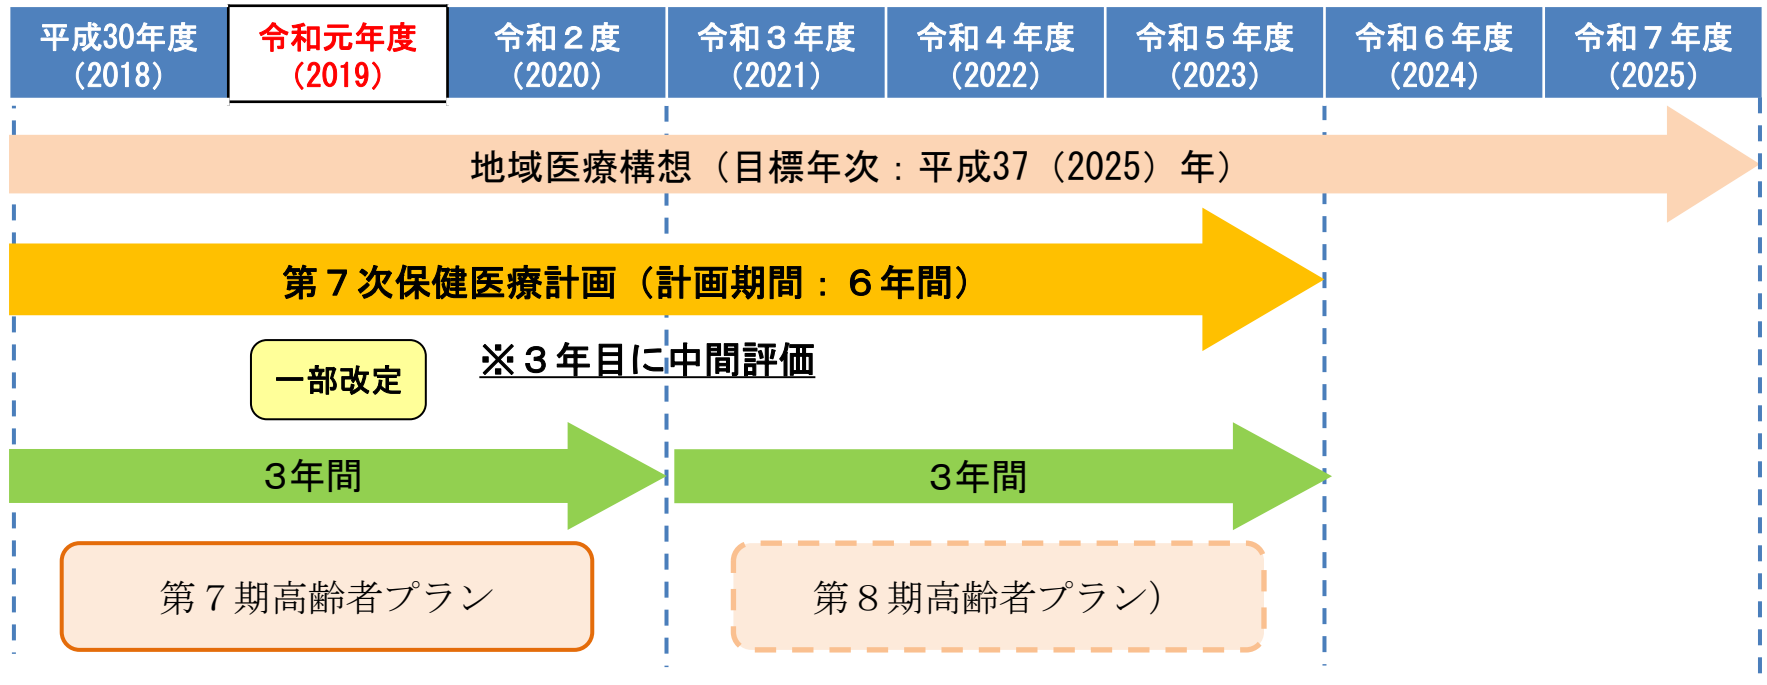 平成30年度
（2018）
令和元年度
（2019）
令和２度
（2020）
令和３年度
（2021）
令和４年度
（2022）
令和５年度
（2023）
令和６年度
（2024）
令和７年度
（2025）
地域医療構想（目標年次：平成37（2025）年）
第７次保健医療計画（計画期間：６年間）
一部改定
※３年目に中間評価
３年間
３年間
第７期高齢者プラン
第８期高齢者プラン）